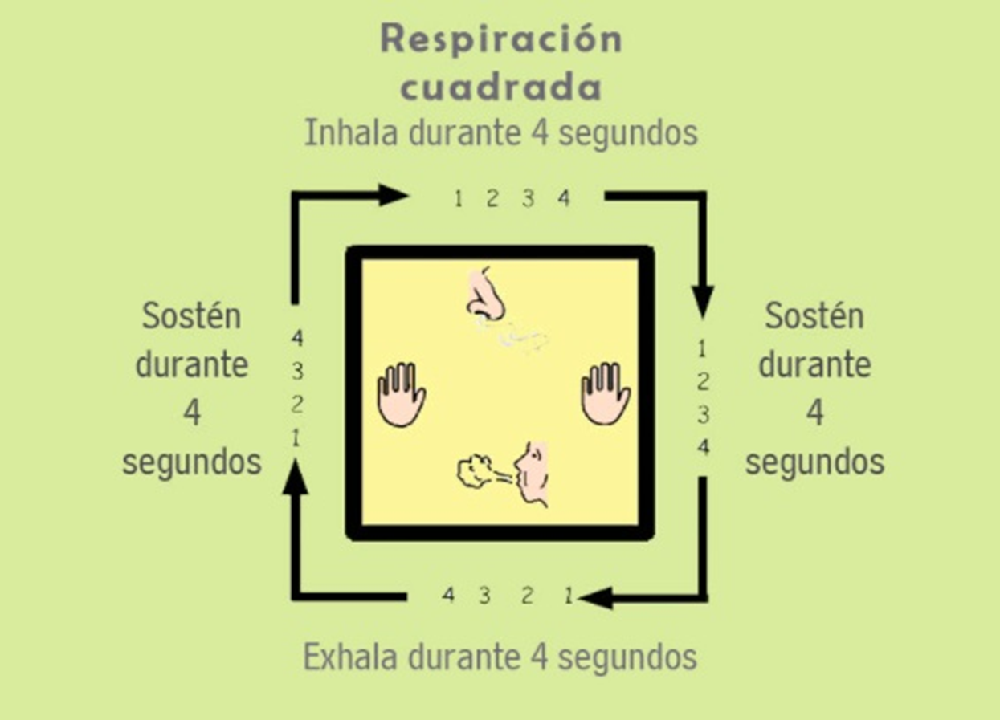 Respiración
cuadrada
Inhala durante 4 segundos
1 2 3 4
Sostén
durante
4
segundos
1
2
3
4
Exhala durante 4 segundos
4 3 2 1
Sostén
durante
4
segundos
4
3
2
1